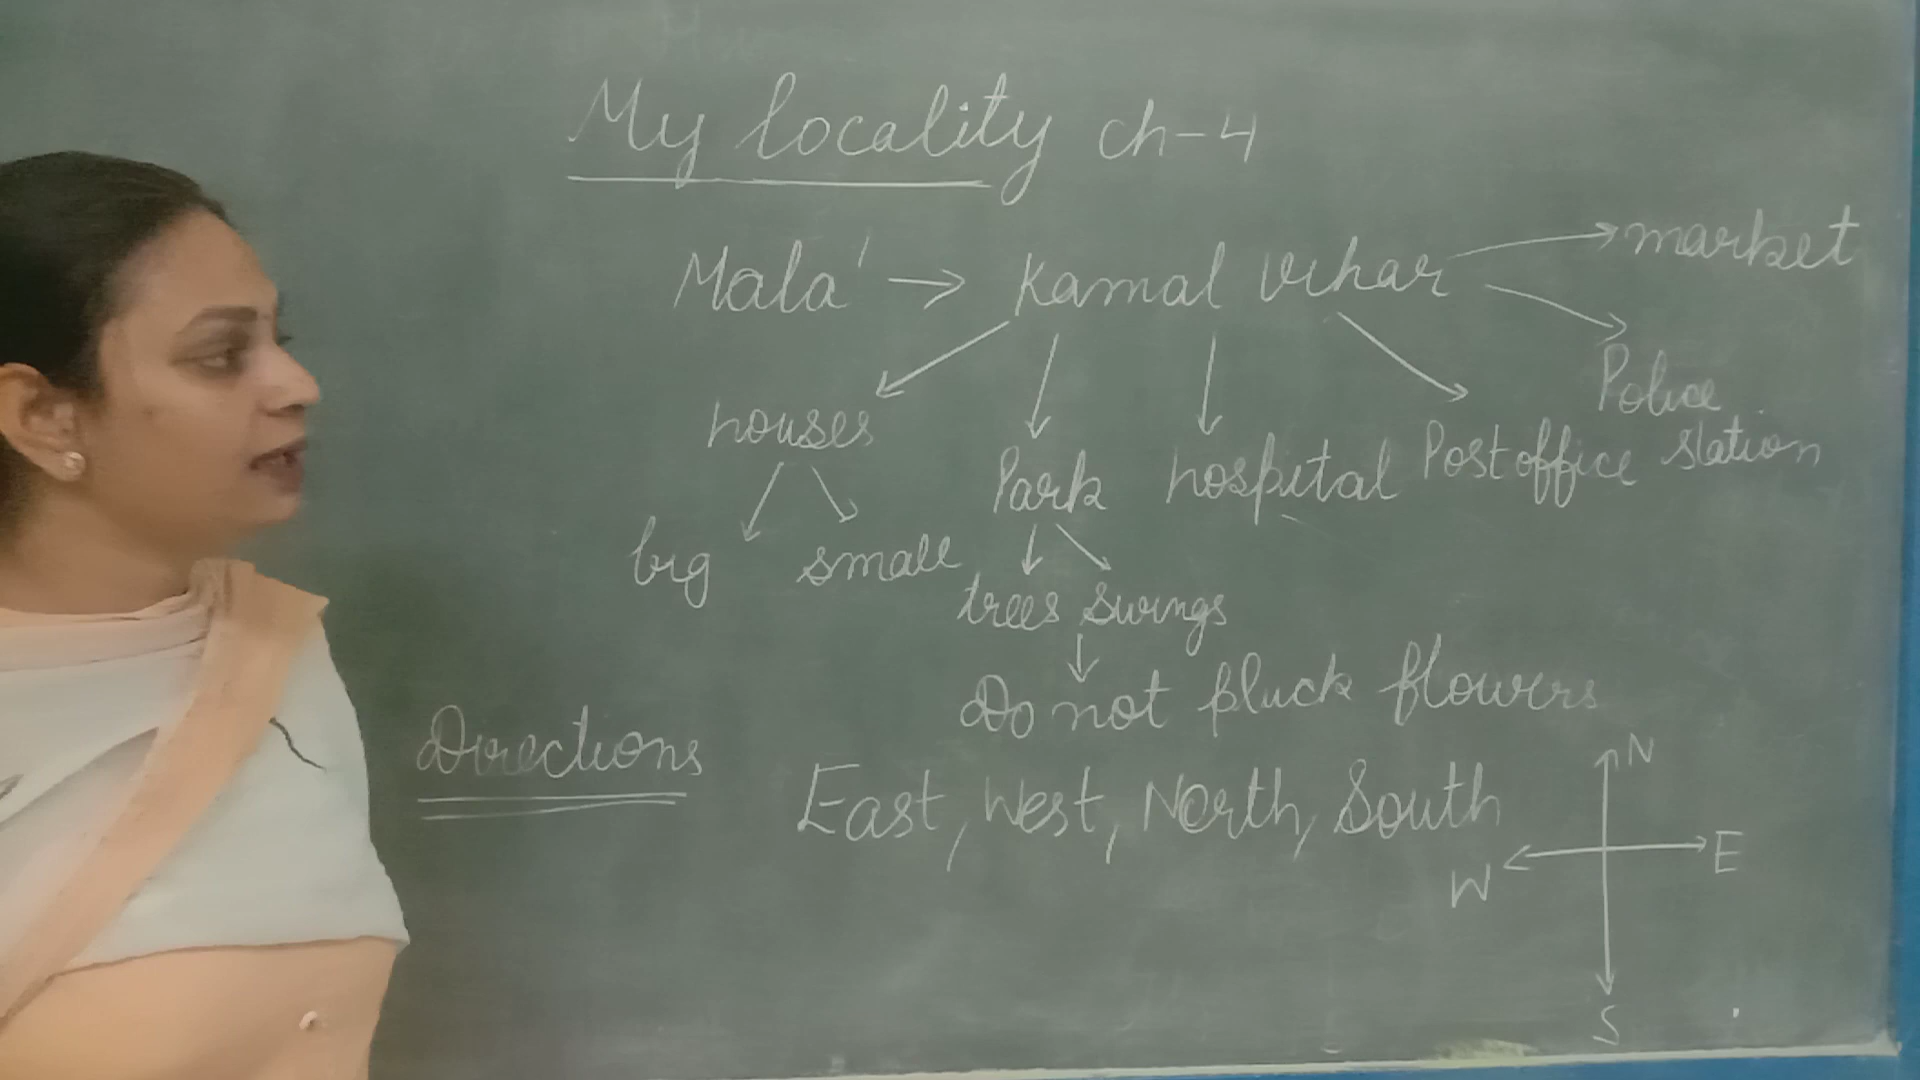 My locality ch-4
Mala' → Kamal Vihar → market
Police station
houses
Park
hospital
Post office
big small
trees swings
Do not pluck flowers
Directions
East, West, North, South
N
W
E
S